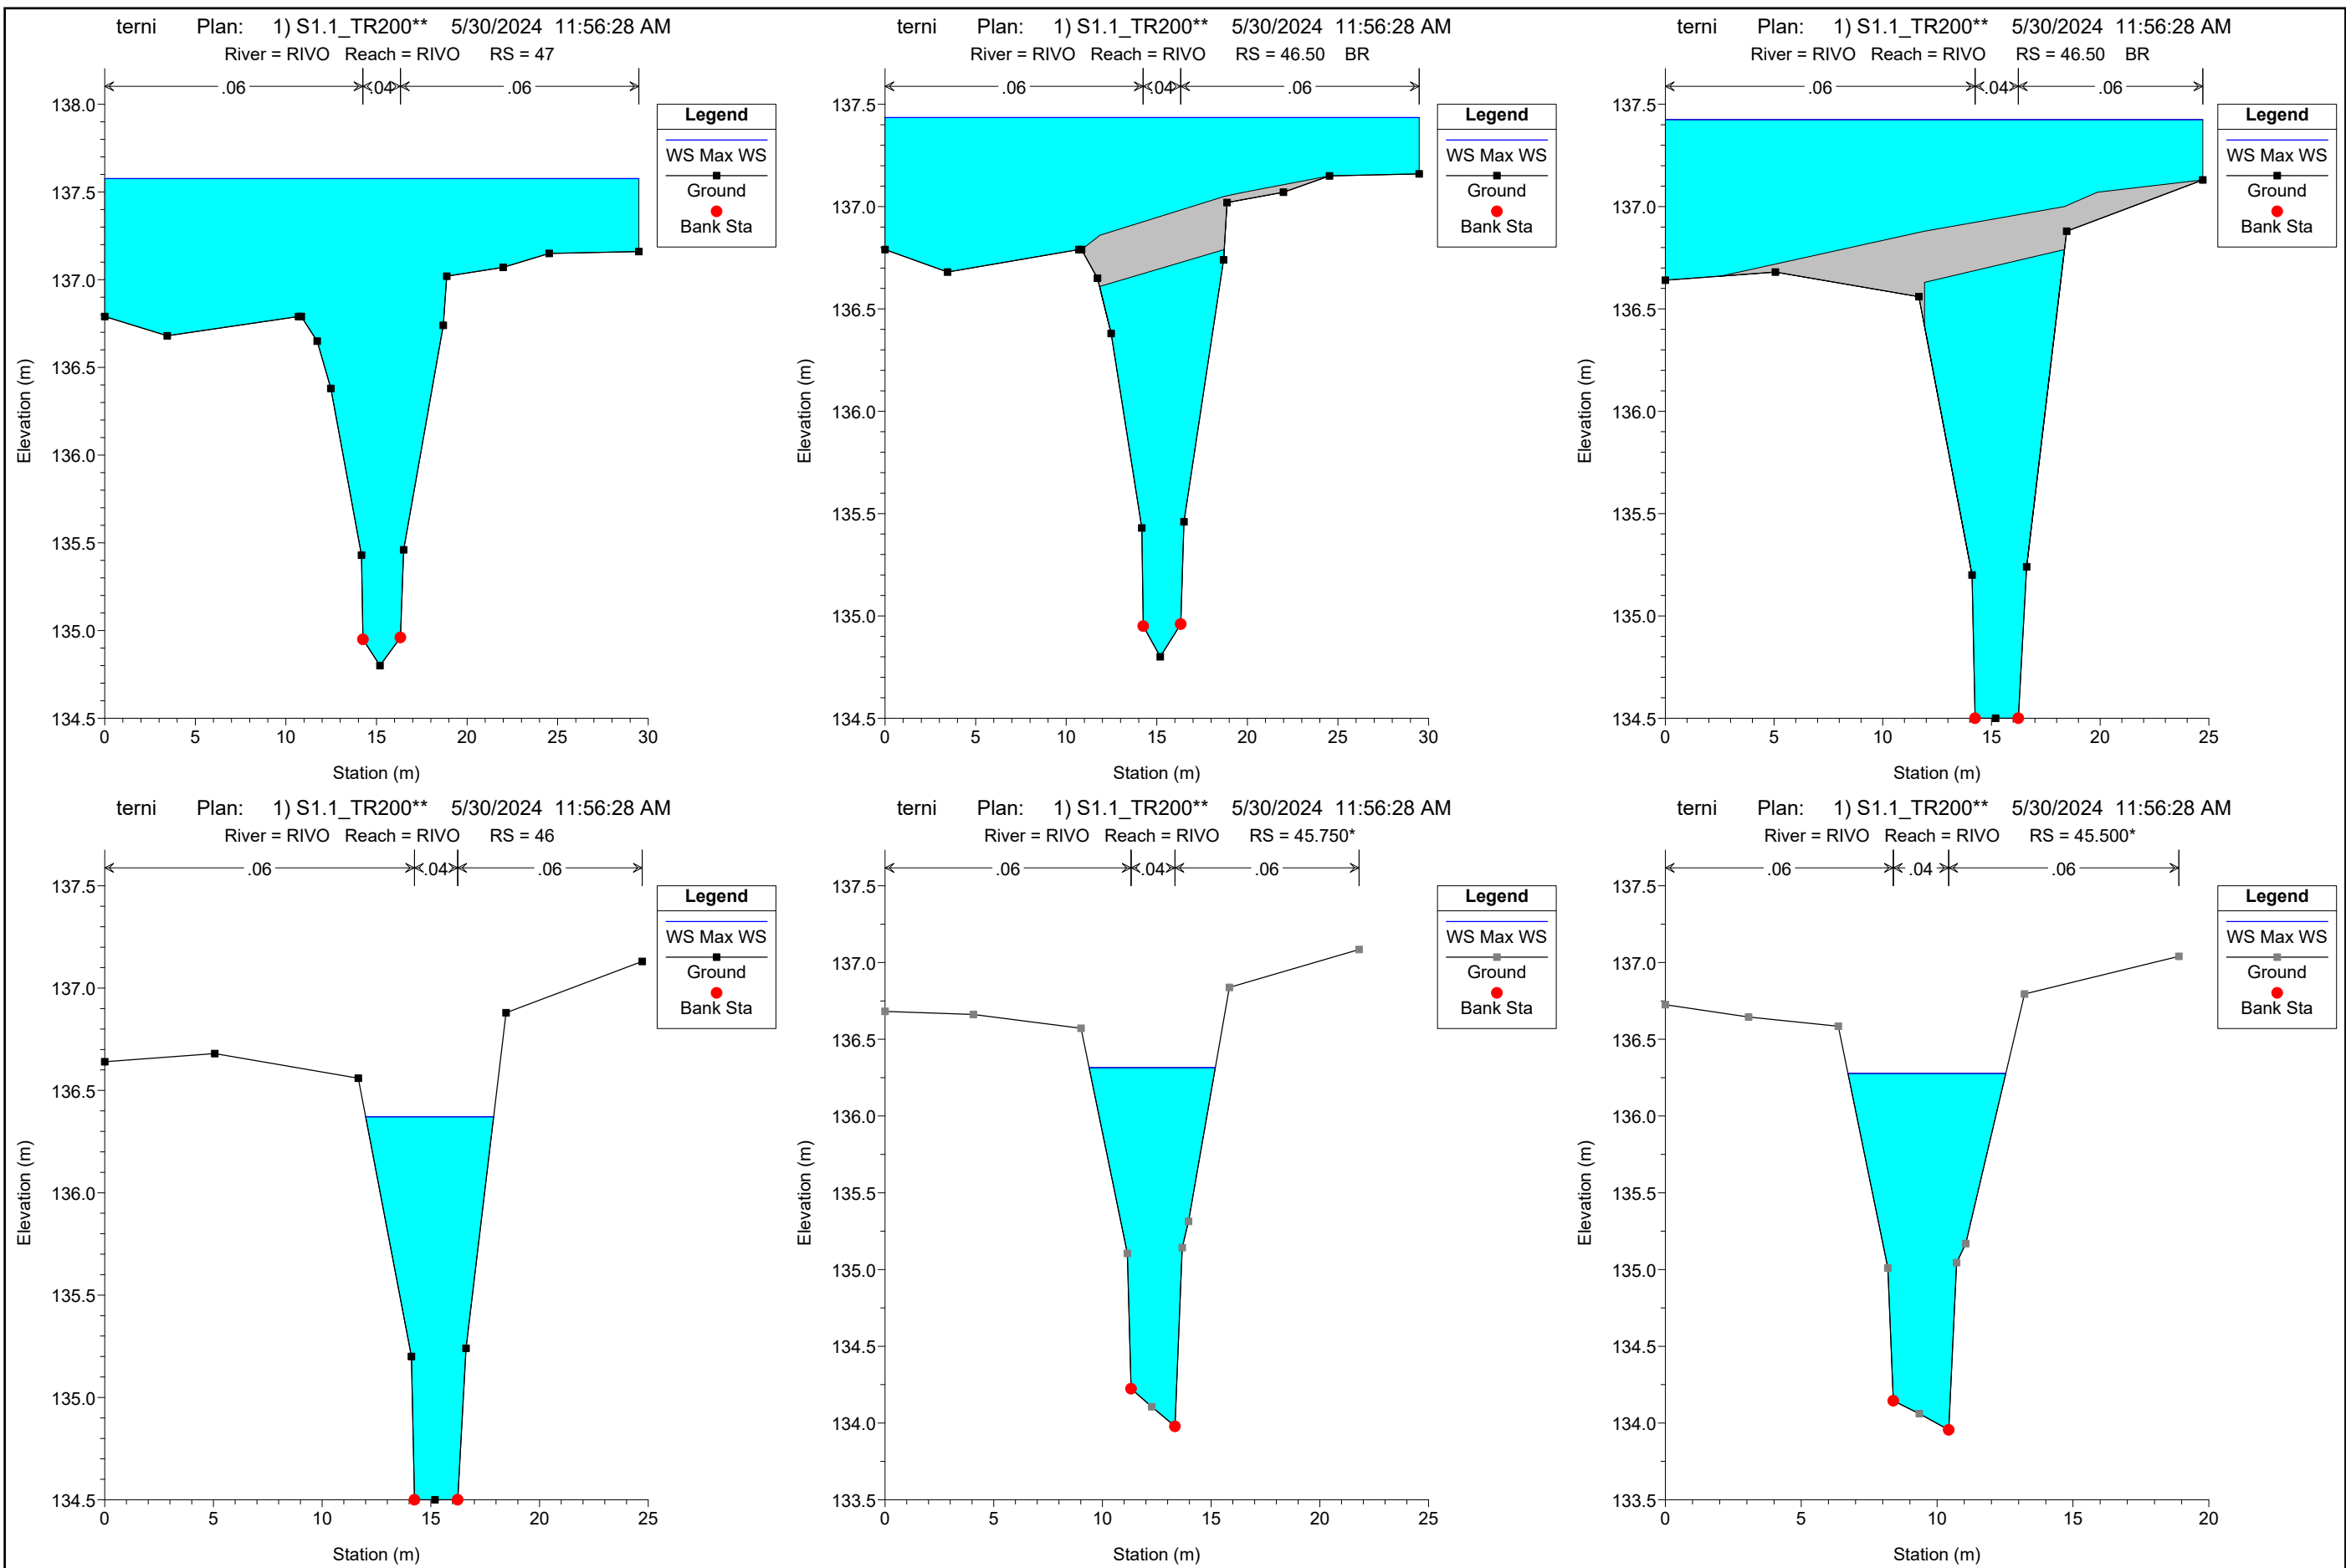 terni Plan: 1) S1.1_TR200** 5/30/2024 11:56:28 AM
River = RIVO Reach = RIVO RS = 47
.06 .04 .06
138.0
137.5
137.0
136.5
136.0
135.5
135.0
134.5
0 5 10 15 20 25 30
Station (m)
Elevation (m)
Legend
WS Max WS
Ground
Bank Sta
terni Plan: 1) S1.1_TR200** 5/30/2024 11:56:28 AM
River = RIVO Reach = RIVO RS = 46.50 BR
.06 .04 .06
137.5
137.0
136.5
136.0
135.5
135.0
134.5
0 5 10 15 20 25 30
Station (m)
Elevation (m)
Legend
WS Max WS
Ground
Bank Sta
terni Plan: 1) S1.1_TR200** 5/30/2024 11:56:28 AM
River = RIVO Reach = RIVO RS = 46.50 BR
.06 .04 .06
137.5
137.0
136.5
136.0
135.5
135.0
134.5
0 5 10 15 20 25
Station (m)
Elevation (m)
Legend
WS Max WS
Ground
Bank Sta
terni Plan: 1) S1.1_TR200** 5/30/2024 11:56:28 AM
River = RIVO Reach = RIVO RS = 46
.06 .04 .06
137.5
137.0
136.5
136.0
135.5
135.0
134.5
0 5 10 15 20 25
Station (m)
Elevation (m)
Legend
WS Max WS
Ground
Bank Sta
terni Plan: 1) S1.1_TR200** 5/30/2024 11:56:28 AM
River = RIVO Reach = RIVO RS = 45.750*
.06 .04 .06
137.5
137.0
136.5
136.0
135.5
135.0
134.5
134.0
133.5
0 5 10 15 20 25
Station (m)
Elevation (m)
Legend
WS Max WS
Ground
Bank Sta
terni Plan: 1) S1.1_TR200** 5/30/2024 11:56:28 AM
River = RIVO Reach = RIVO RS = 45.500*
.06 .04 .06
137.5
137.0
136.5
136.0
135.5
135.0
134.5
134.0
133.5
0 5 10 15 20
Station (m)
Elevation (m)
Legend
WS Max WS
Ground
Bank Sta